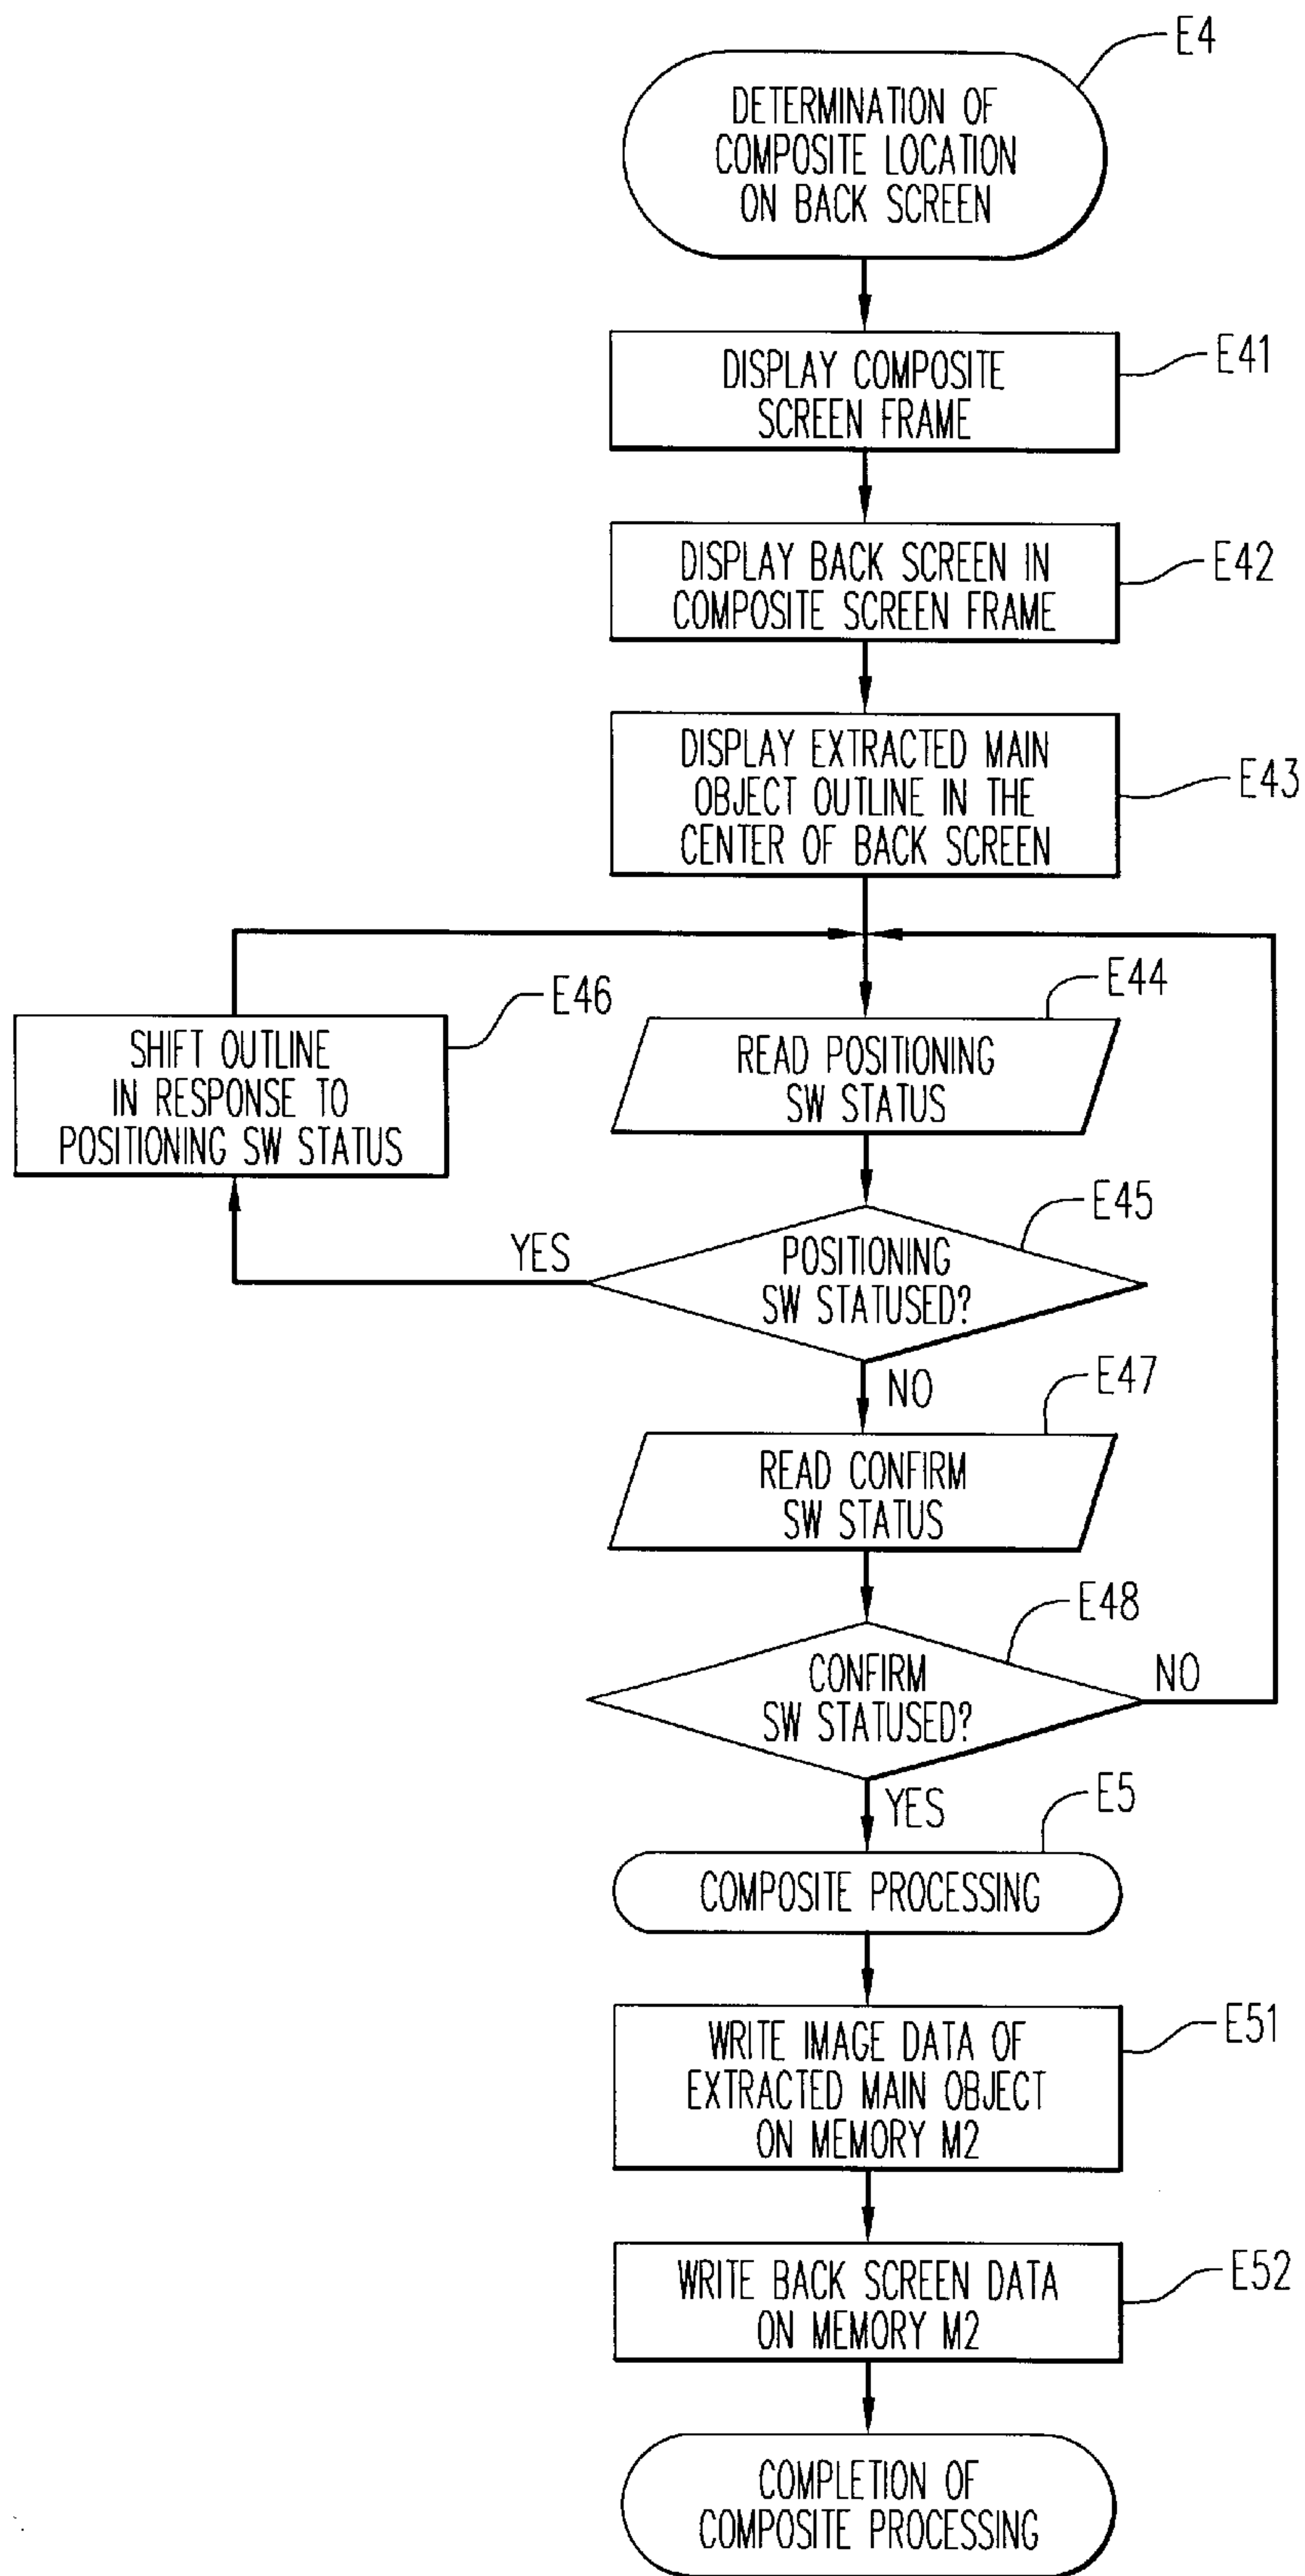 E4
DETERMINATION OF
COMPOSITE LOCATION
ON BACK SCREEN
E41
DISPLAY COMPOSITE
SCREEN FRAME
E42
DISPLAY BACK SCREEN IN
COMPOSITE SCREEN FRAME
E43
DISPLAY EXTRACTED MAIN
OBJECT OUTLINE IN THE
CENTER OF BACK SCREEN
E46
SHIFT OUTLINE
IN RESPONSE TO
POSITIONING SW STATUS
E44
READ POSITIONING
SW STATUS
E45
YES
POSITIONING
SW STATUSED?
NO
E47
READ CONFIRM
SW STATUS
E48
CONFIRM
SW STATUSED?
NO
YES
E5
COMPOSITE PROCESSING
E51
WRITE IMAGE DATA OF
EXTRACTED MAIN OBJECT
ON MEMORY M2
E52
WRITE BACK SCREEN DATA
ON MEMORY M2
COMPLETION OF
COMPOSITE PROCESSING